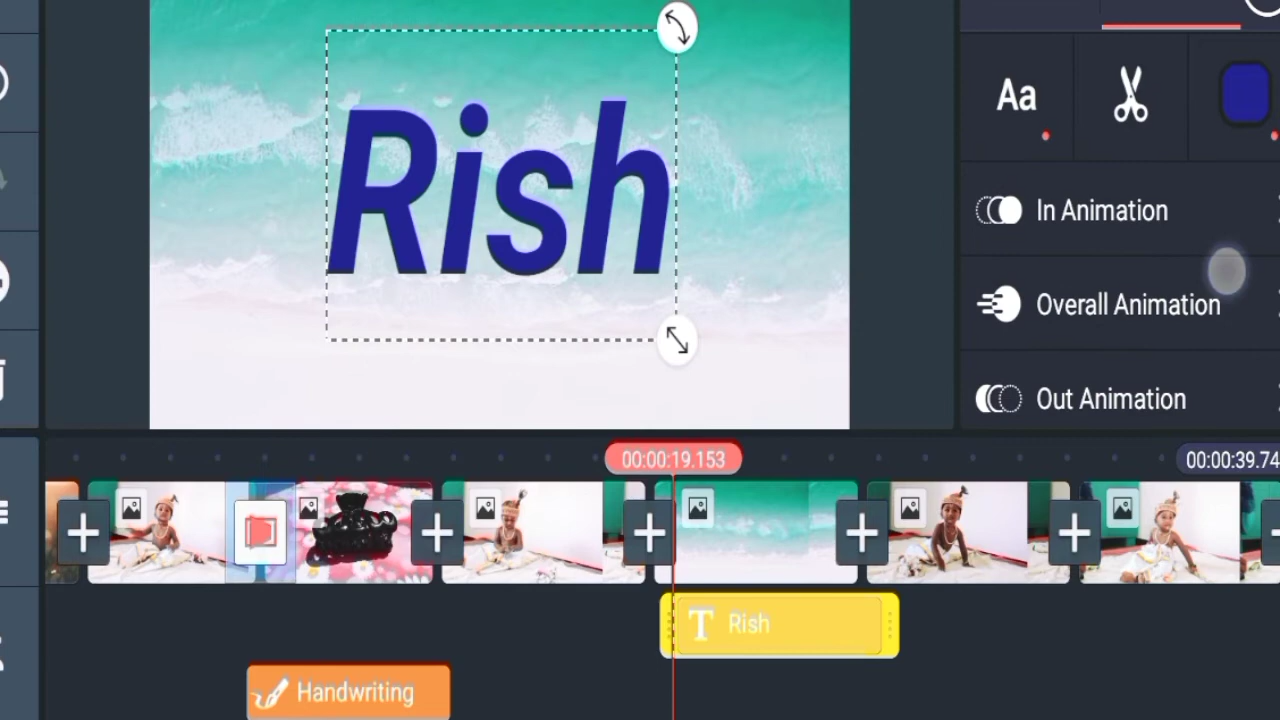 Rish
Aa
In Animation
Overall Animation
Out Animation
00:00:19.153
00:00:39.74
T Rish
Handwriting